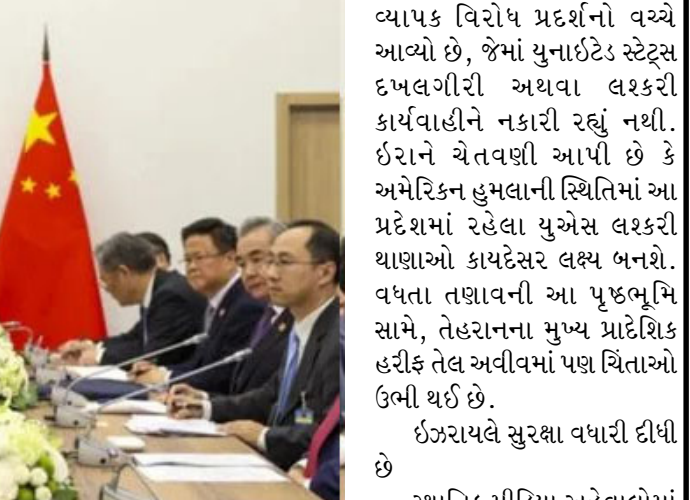 વ્યાપક વિરોધ પ્રદર્શનો વચ્ચે
આવ્યો છે, જેમાં યુનાઇટેડ સ્ટેટ્સ
દખલગીરી અથવા લશ્કરી
કાર્યવાહીને નકારી રહ્યું નથી.
ઇરાને ચેતવણી આપી છે કે
અમેરિકન હુમલાની સ્થિતિમાં આ
પ્રદેશમાં રહેલા યુએસ લશ્કરી
થાણાઓ કાયદેસર લક્ષ્ય બનશે.
વધતા તણાવની આ પૃષ્ઠભૂમિ
સામે, તેહરાનના મુખ્ય પ્રાદેશિક
હરીફ તેલ અવીવમાં પણ ચિંતાઓ
ઉભી થઈ છે.
ઇઝરાયલે સુરક્ષા વધારી દીધી
છે